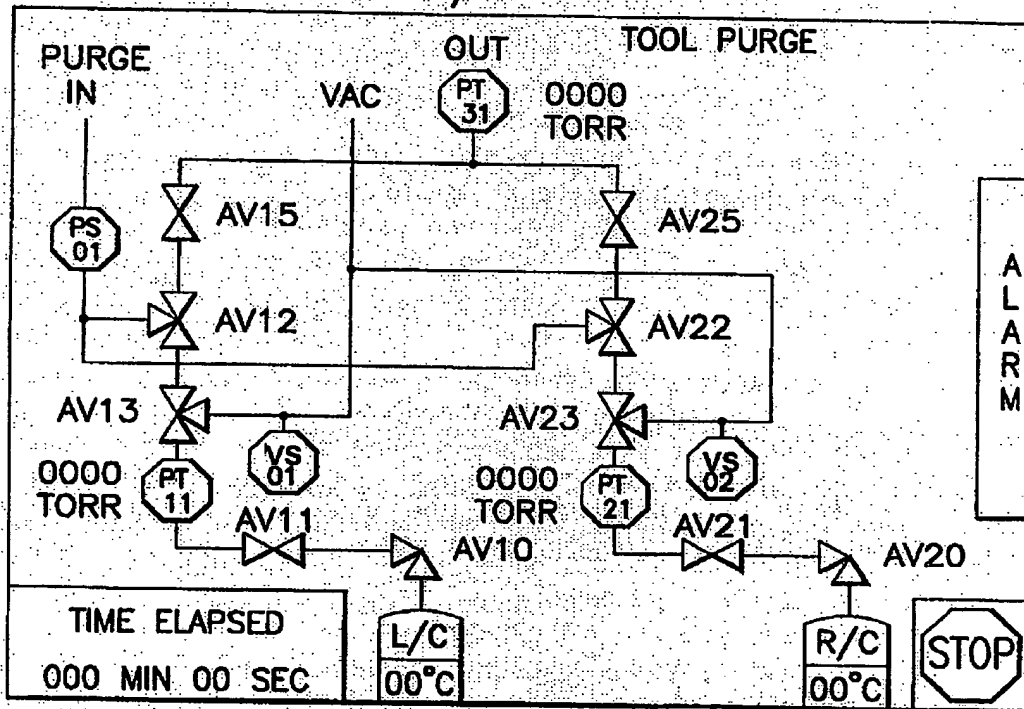 TOOL PURGE
PURGE
IN
VAC
OUT
PT
31
0000
TORR
PS
01
AV15
AV25
AV12
AV22
AV13
AV23
VS
01
VS
02
0000
TORR
PT
11
0000
TORR
PT
21
AV11
AV10
AV21
AV20
TIME ELAPSED
000 MIN 00 SEC
L/C
00°C
R/C
00°C
A
L
A
R
M
STOP